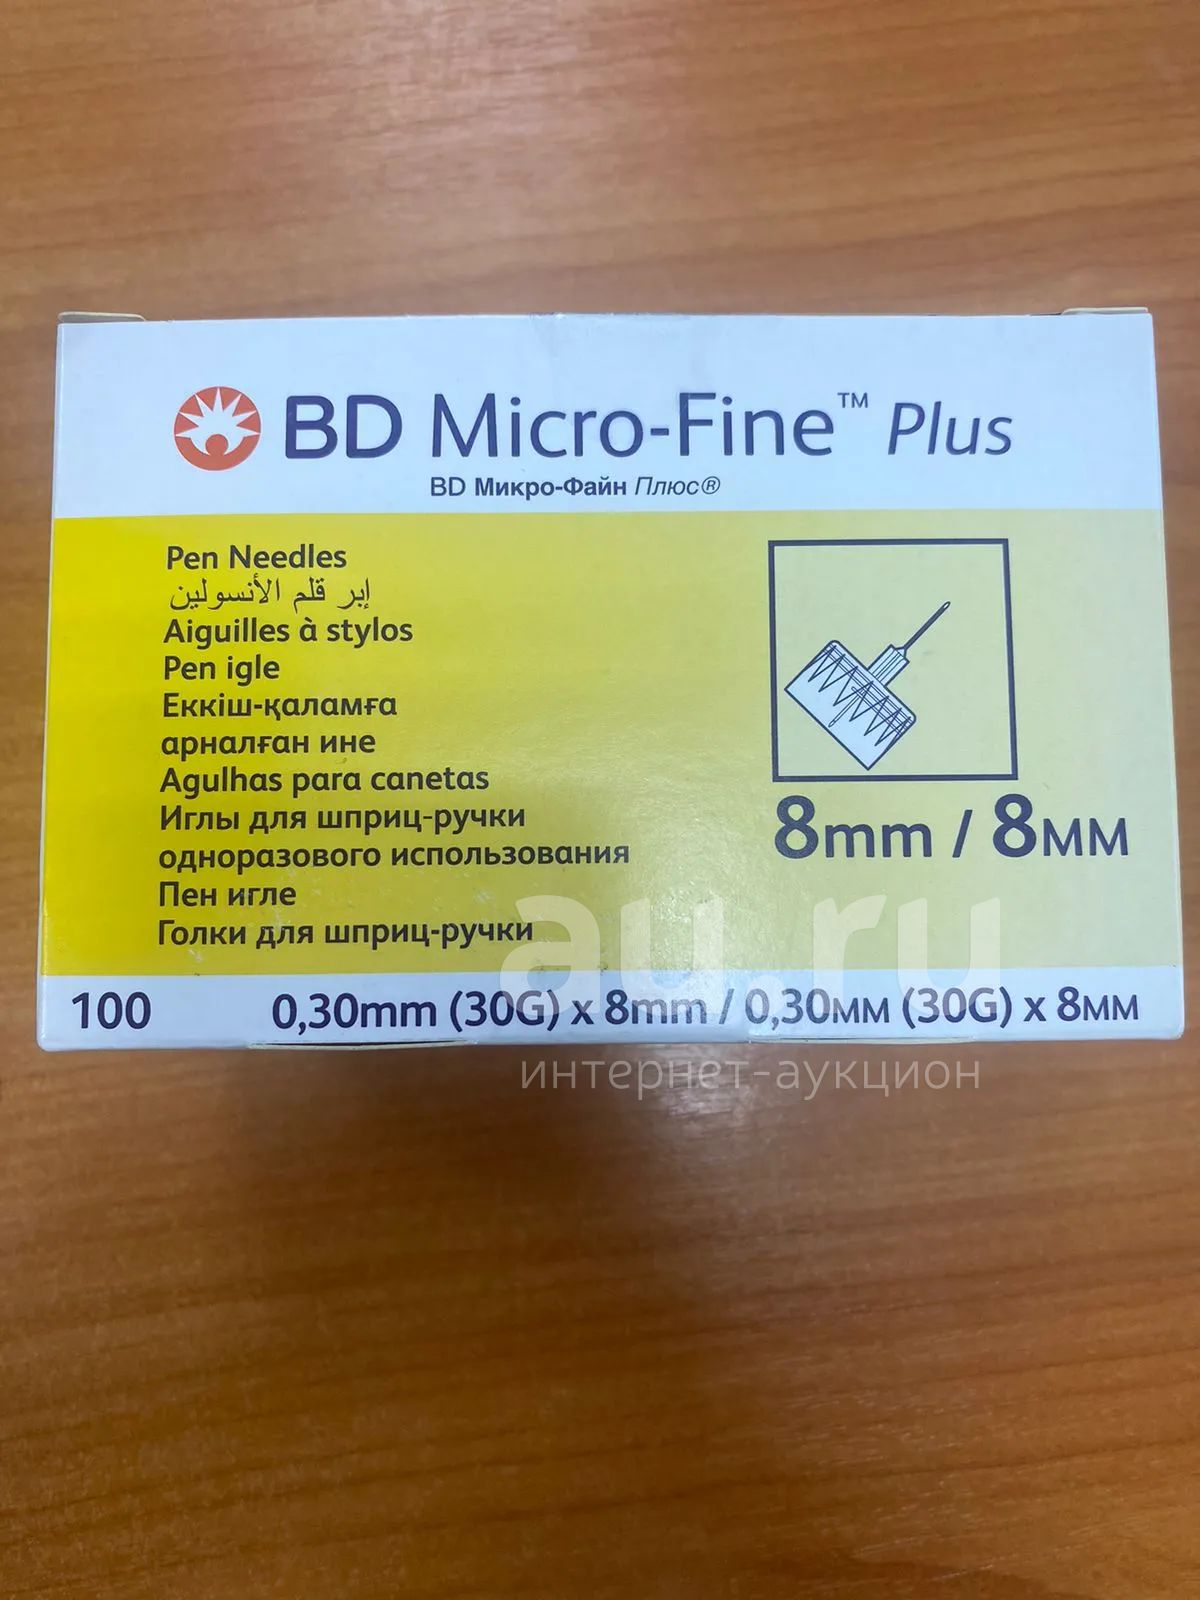 BD Micro-Fine™ Plus
BD Микро-Файн Плюс®
Pen Needles
إبر قلم الأنسولين
Aiguilles à stylos
Pen igle
Еккіш-қаламға
арналған ине
Agulhas para canetas
Иглы для шприц-ручки
одноразового использования
Пен игле
Голки для шприц-ручки
8mm / 8мм
100 0,30mm (30G) x 8mm / 0,30мм (30G) x 8мм
au.ru
интернет-аукцион